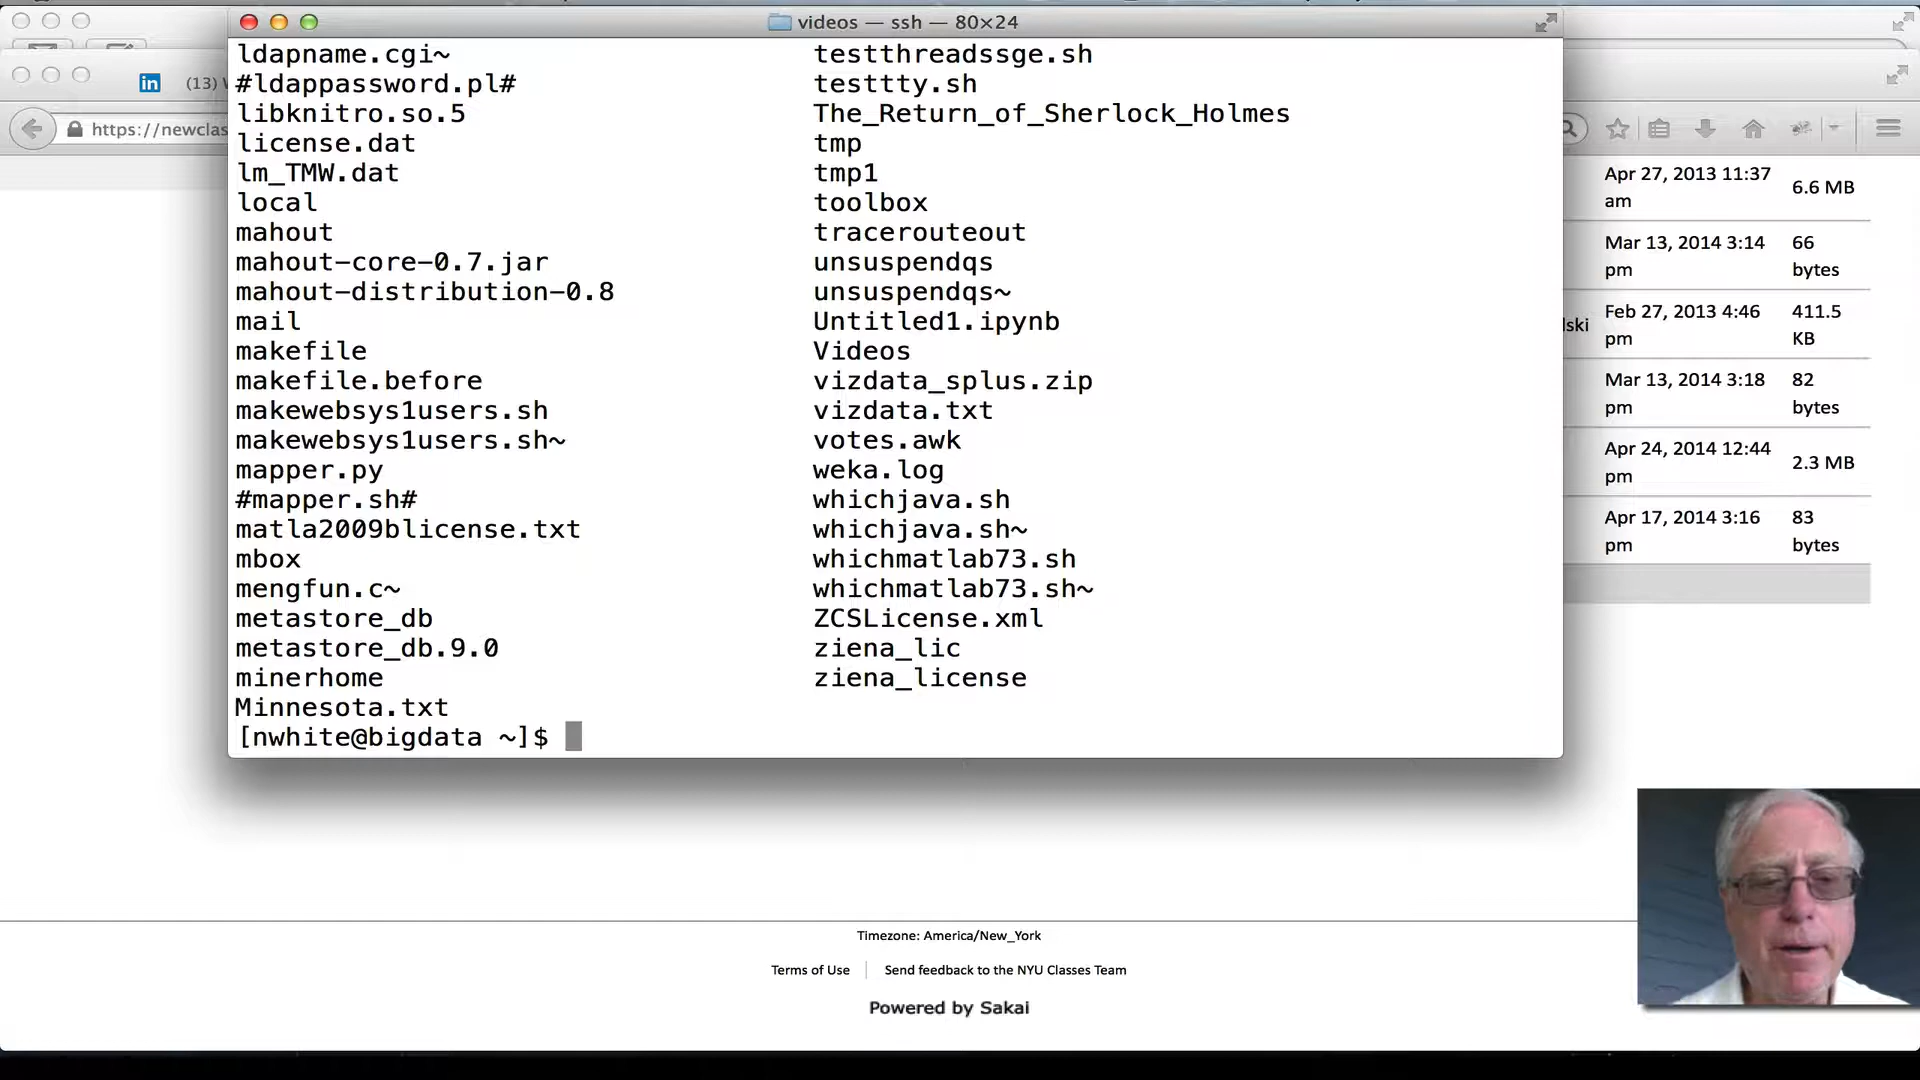 videos — ssh — 80×24
(13)
https://newclas
ldapname.cgi~
#ldappassword.pl#
libknitro.so.5
license.dat
lm_TMW.dat
local
mahout
mahout-core-0.7.jar
mahout-distribution-0.8
mail
makefile
makefile.before
makewebsys1users.sh
makewebsys1users.sh~
mapper.py
#mapper.sh#
matla2009blicense.txt
mbox
mengfun.c~
metastore_db
metastore_db.9.0
minerhome
Minnesota.txt
[nwhite@bigdata ~]$
testthreadssge.sh
testtty.sh
The_Return_of_Sherlock_Holmes
tmp
tmp1
toolbox
tracerouteout
unsuspendqs
unsuspendqs~
Untitled1.ipynb
Videos
vizdata_splus.zip
vizdata.txt
votes.awk
weka.log
whichjava.sh
whichjava.sh~
whichmatlab73.sh
whichmatlab73.sh~
ZCSLicense.xml
ziena_lic
ziena_license
Apr 27, 2013 11:37
am
6.6 MB
Mar 13, 2014 3:14
pm
66
bytes
lski
Feb 27, 2013 4:46
pm
411.5
KB
Mar 13, 2014 3:18
pm
82
bytes
Apr 24, 2014 12:44
pm
2.3 MB
Apr 17, 2014 3:16
pm
83
bytes
Timezone: America/New_York
Terms of Use
Send feedback to the NYU Classes Team
Powered by Sakai